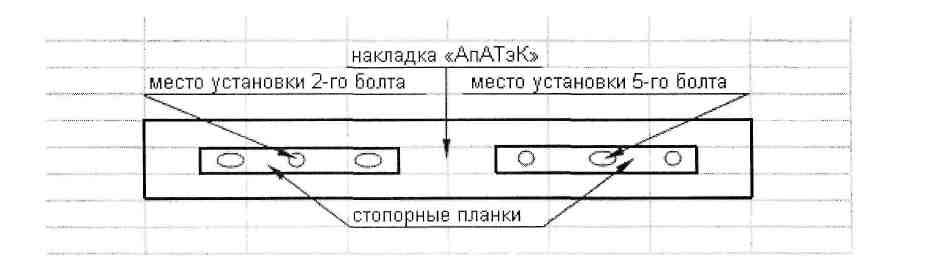 накладка «АпАТэК»
место установки 2-го болта
место установки 5-го болта
стопорные планки